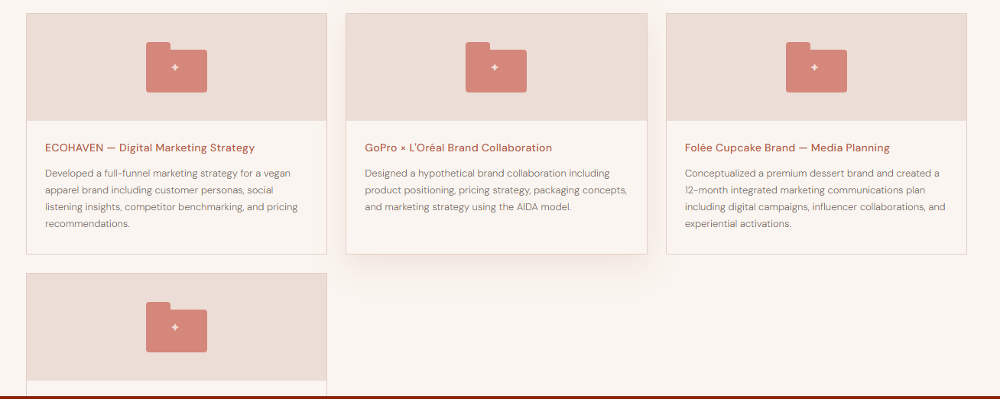 ECOHAVEN — Digital Marketing Strategy
Developed a full-funnel marketing strategy for a vegan
apparel brand including customer personas, social
listening insights, competitor benchmarking, and pricing
recommendations.
GoPro × L'Oréal Brand Collaboration
Designed a hypothetical brand collaboration including
product positioning, pricing strategy, packaging concepts,
and marketing strategy using the AIDA model.
Folée Cupcake Brand — Media Planning
Conceptualized a premium dessert brand and created a
12-month integrated marketing communications plan
including digital campaigns, influencer collaborations, and
experiential activations.